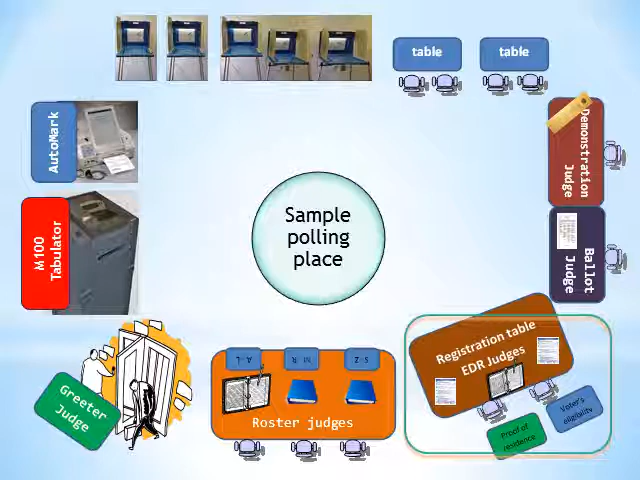 table
table
AutoMark
Demonstration
Judge
M100
Tabulator
Sample
polling
place
Ballot
Judge
Registration table
EDR Judges
A-L
M-R
S-Z
Greeter
Judge
Roster judges
Voter's
eligibility
Proof of
residence